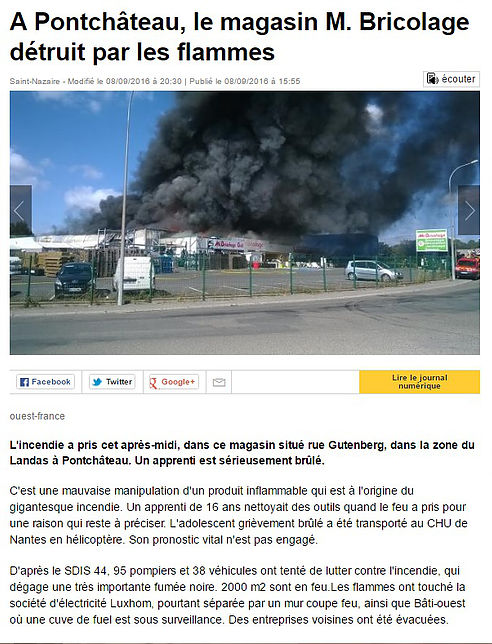 A Pontchâteau, le magasin M. Bricolage
détruit par les flammes
Saint-Nazaire - Modifié le 08/09/2016 à 20:30 | Publié le 08/09/2016 à 15:55
écouter
Facebook
Twitter
Google+
Lire le journal
numérique
ouest-france
L'incendie a pris cet après-midi, dans ce magasin situé rue Gutenberg, dans la zone du
Landas à Pontchâteau. Un apprenti est sérieusement brûlé.
C'est une mauvaise manipulation d'un produit inflammable qui est à l'origine du
gigantesque incendie. Un apprenti de 16 ans nettoyait des outils quand le feu a pris pour
une raison qui reste à préciser. L'adolescent grièvement brûlé a été transporté au CHU de
Nantes en hélicoptère. Son pronostic vital n'est pas engagé.
D'après le SDIS 44, 95 pompiers et 38 véhicules ont tenté de lutter contre l'incendie, qui
dégage une trés importante fumée noire. 2000 m2 sont en feu.Les flammes ont touché la
société d'électricité Luxhom, pourtant séparée par un mur coupe feu, ainsi que Bâti-ouest
où une cuve de fuel est sous surveillance. Des entreprises voisines ont été évacuées.